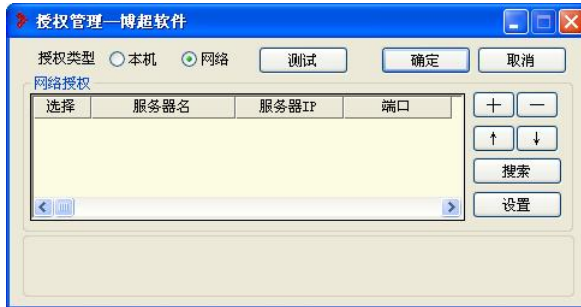 授权管理—博超软件
授权类型 本机 网络 测试 确定 取消
网络授权
选择 服务器名 服务器IP 端口
+ -
↑ ↓
搜索
设置